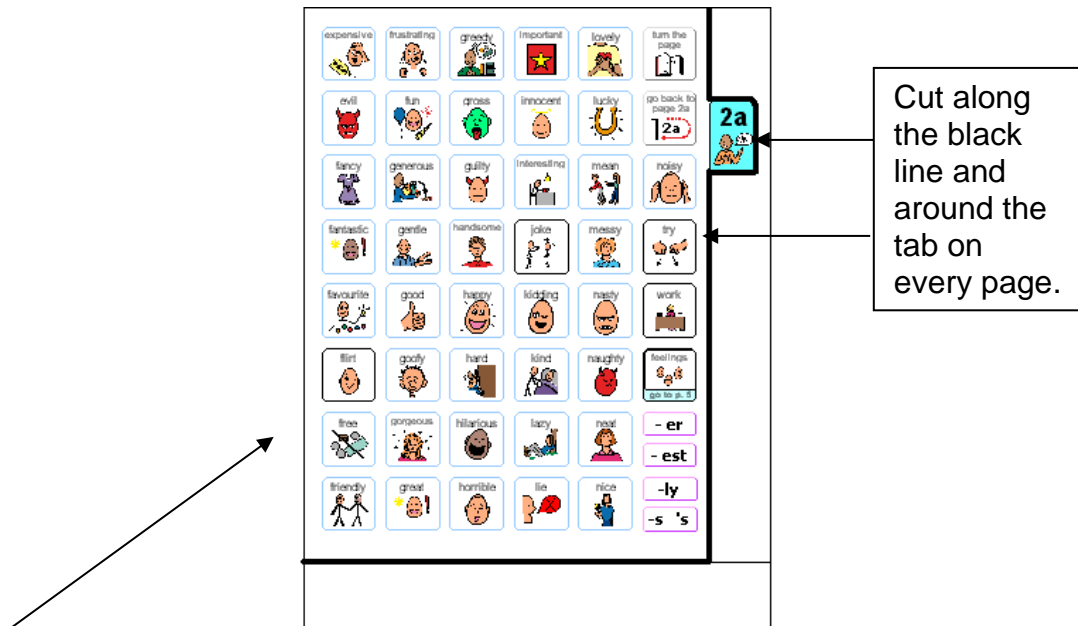 expensive frustrating greedy important lovely turn the page
evil fun gross innocent lucky go back to page 2a
2a
2a
fancy generous guilty interesting mean noisy
fantastic gentle handsome joke messy try
favourite good happy kidding nasty work
flirt goofy hard kind naughty feelings
go to p. 5
free gorgeous hilarious lazy neat - er
- est
friendly great horrible lie nice -ly
-s 's
Cut along
the black
line and
around the
tab on
every page.